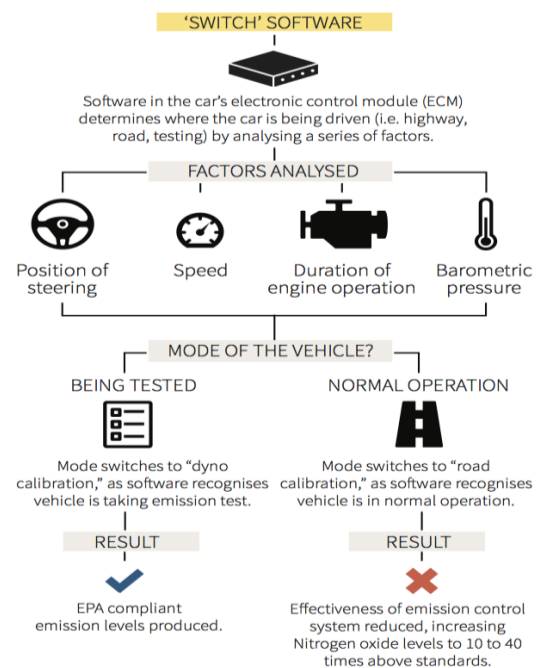 ‘SWITCH’ SOFTWARE
Software in the car’s electronic control module (ECM)
determines where the car is being driven (i.e. highway,
road, testing) by analysing a series of factors.
FACTORS ANALYSED
Position of
steering
Speed
Duration of
engine operation
Barometric
pressure
MODE OF THE VEHICLE?
BEING TESTED
Mode switches to “dyno
calibration,” as software recognises
vehicle is taking emission test.
RESULT
EPA compliant
emission levels produced.
NORMAL OPERATION
Mode switches to “road
calibration,” as software recognises
vehicle is in normal operation.
RESULT
Effectiveness of emission control
system reduced, increasing
Nitrogen oxide levels to 10 to 40
times above standards.